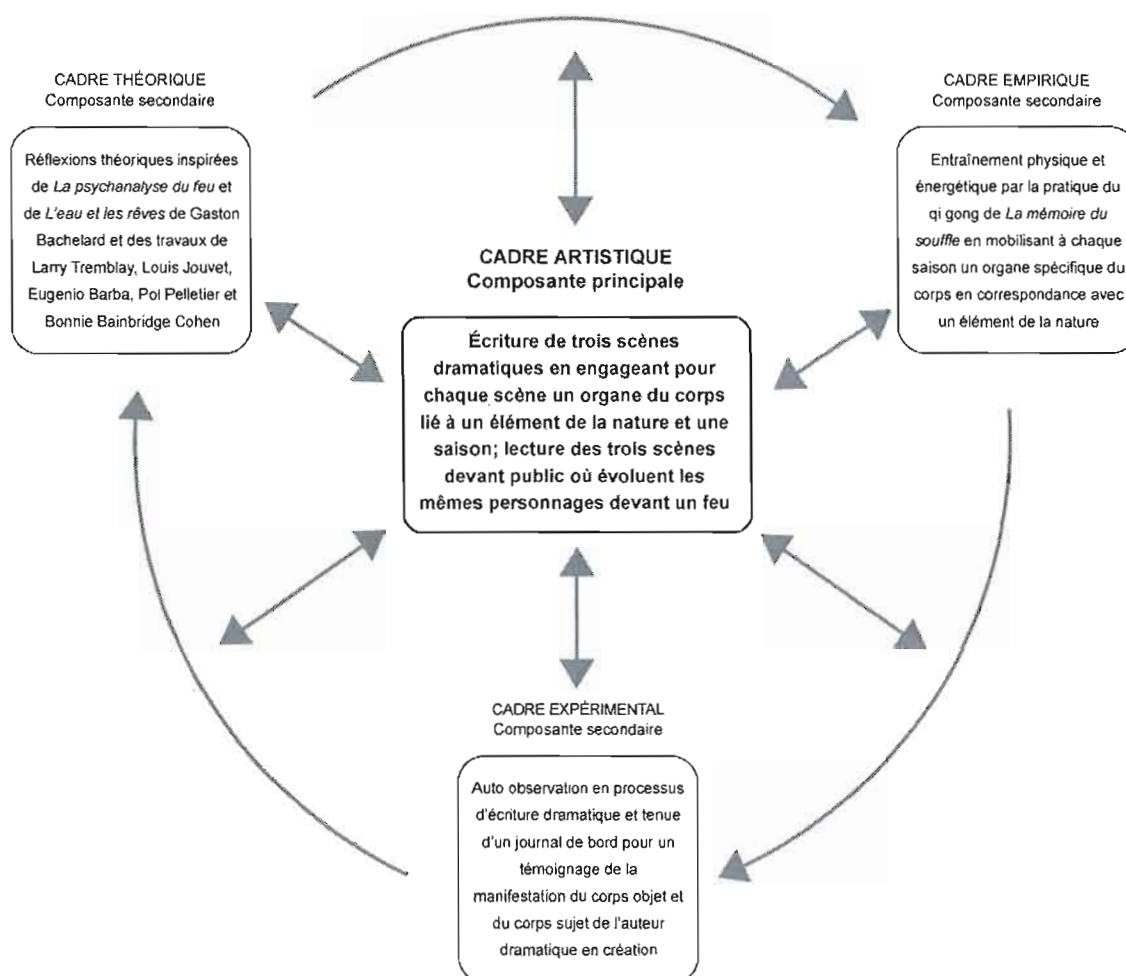 CADRE THÉORIQUE
Composante secondaire
Réflexions théoriques inspirées
de La psychanalyse du feu et
de L'eau et les rêves de Gaston
Bachelard et des travaux de
Larry Tremblay, Louis Jouvet,
Eugenio Barba, Pol Pelletier et
Bonnie Bainbridge Cohen
CADRE EMPIRIQUE
Composante secondaire
Entraînement physique et
énergétique par la pratique du
qi gong de La mémoire du
souffle en mobilisant à chaque
saison un organe spécifique du
corps en correspondance avec
un élément de la nature
CADRE ARTISTIQUE
Composante principale
Écriture de trois scènes
dramatiques en engageant pour
chaque scène un organe du corps
lié à un élément de la nature et une
saison; lecture des trois scènes
devant public où évoluent les
mêmes personnages devant un feu
CADRE EXPÉRIMENTAL
Composante secondaire
Auto observation en processus
d'écriture dramatique et tenue
d'un journal de bord pour un
témoignage de la
manifestation du corps objet et
du corps sujet de l'auteur
dramatique en création